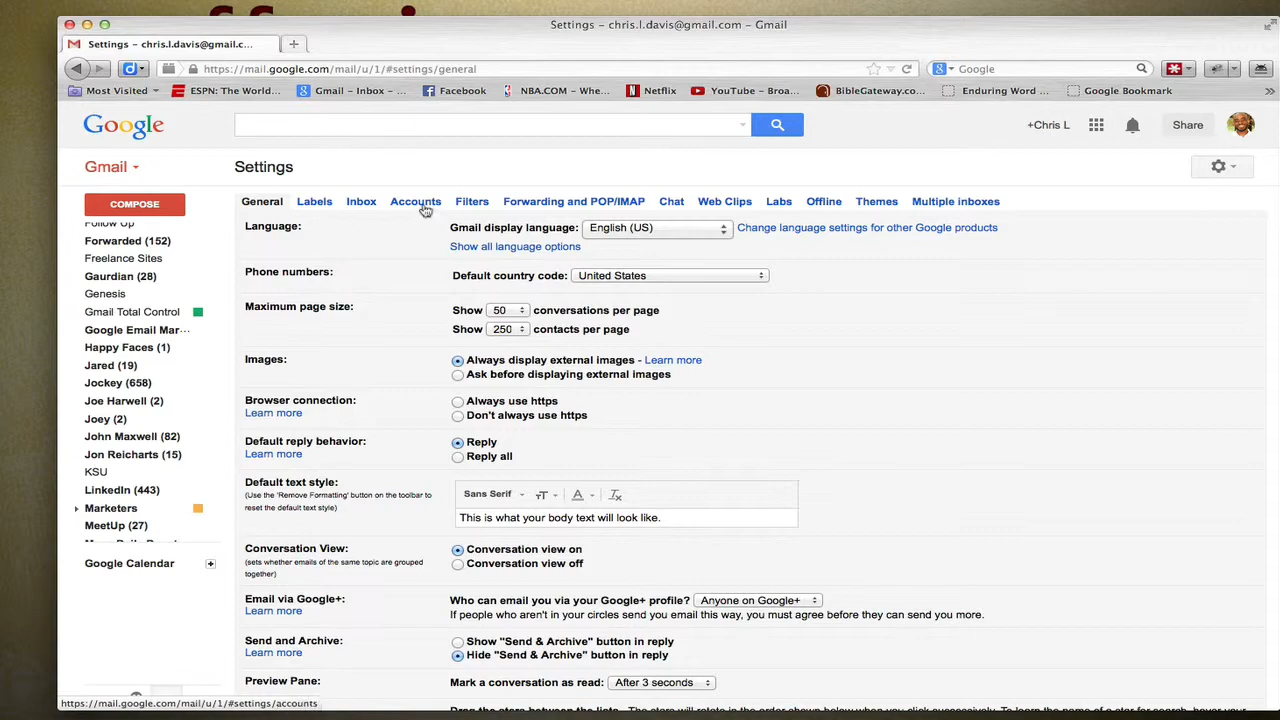 Settings – chris.l.davis@gmail.com – Gmail
Settings – chris.l.davis@gmail.c...
https://mail.google.com/mail/u/1/#settings/general
Google
Most Visited
ESPN: The World...
Gmail – Inbox – ...
Facebook
NBA.COM – Whe...
Netflix
YouTube – Broa...
BibleGateway.co...
Enduring Word ...
Google Bookmark
Google
+Chris L
Share
Gmail
Settings
COMPOSE
General Labels Inbox Accounts Filters Forwarding and POP/IMAP Chat Web Clips Labs Offline Themes Multiple inboxes
Follow Up
Forwarded (152)
Freelance Sites
Gaurdian (28)
Genesis
Gmail Total Control
Google Email Mar...
Happy Faces (1)
Jared (19)
Jockey (658)
Joe Harwell (2)
Joey (2)
John Maxwell (82)
Jon Reicharts (15)
KSU
LinkedIn (443)
Marketers
MeetUp (27)
Google Calendar
Language:
Gmail display language: English (US) Change language settings for other Google products
Show all language options
Phone numbers:
Default country code: United States
Maximum page size:
Show 50 conversations per page
Show 250 contacts per page
Images:
Always display external images - Learn more
Ask before displaying external images
Browser connection:
Learn more
Always use https
Don't always use https
Default reply behavior:
Learn more
Reply
Reply all
Default text style:
(Use the 'Remove Formatting' button on the toolbar to
reset the default text style)
Sans Serif
This is what your body text will look like.
Conversation View:
(sets whether emails of the same topic are grouped
together)
Conversation view on
Conversation view off
Email via Google+:
Learn more
Who can email you via your Google+ profile? Anyone on Google+
If people who aren't in your circles send you email this way, you must agree before they can send you more.
Send and Archive:
Learn more
Show "Send & Archive" button in reply
Hide "Send & Archive" button in reply
Preview Pane:
Mark a conversation as read: After 3 seconds
https://mail.google.com/mail/u/1/#settings/accounts